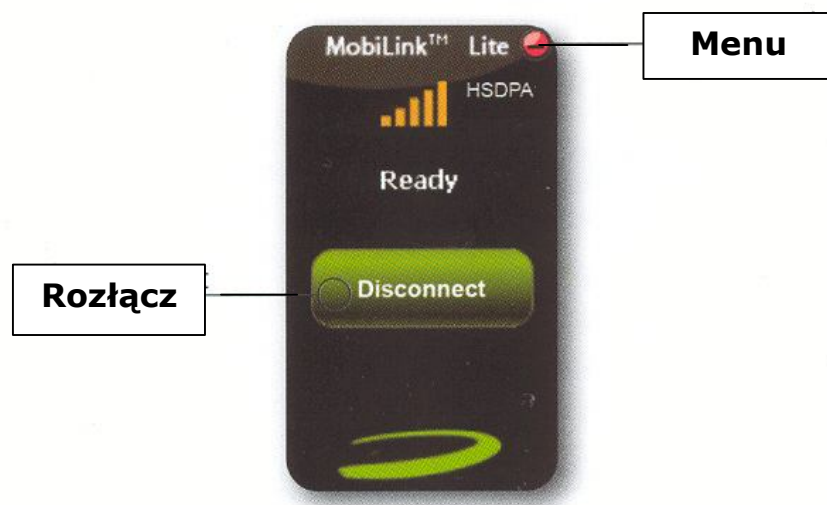 MobiLink™ Lite
Menu
HSDPA
Ready
Rozłącz
Disconnect